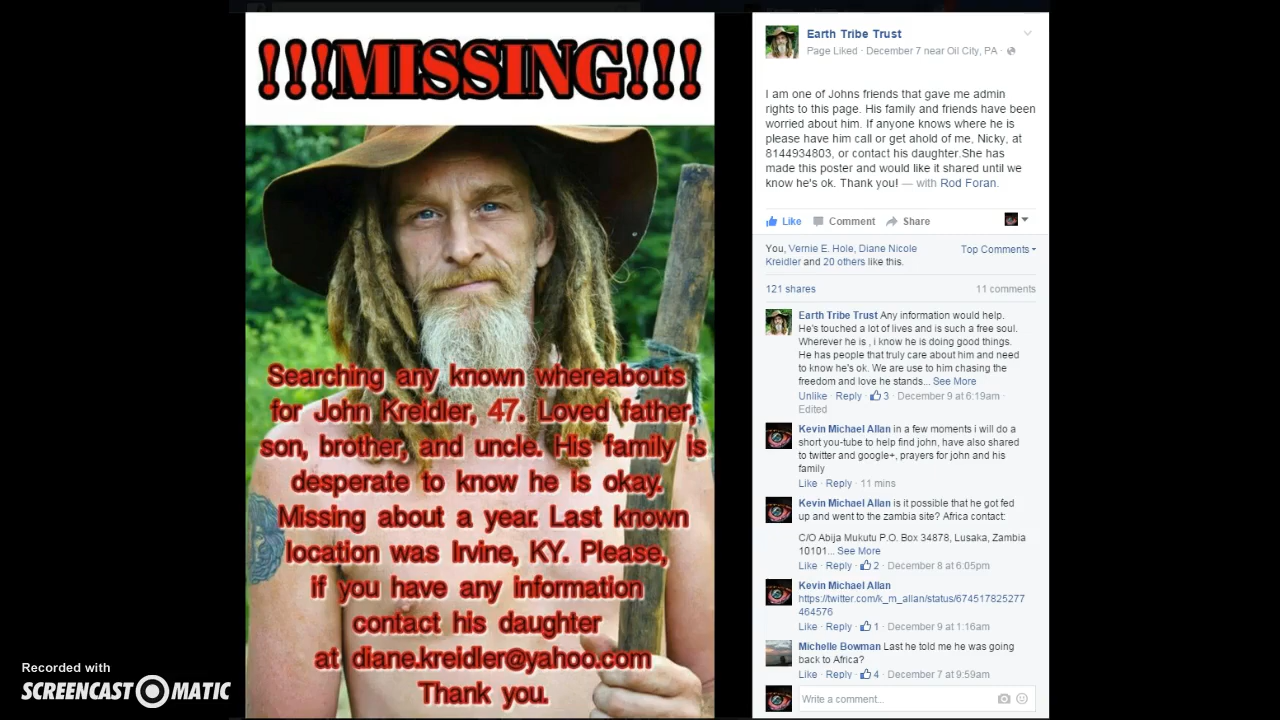 !!!MISSING!!!
Searching any known whereabouts
for John Kreidler, 47. Loved father,
son, brother, and uncle. His family is
desperate to know he is okay.
Missing about a year. Last known
location was Irvine, KY. Please,
if you have any information
contact his daughter
at diane.kreidler@yahoo.com
Thank you.
Earth Tribe Trust
Page Liked · December 7 near Oil City, PA ·
I am one of Johns friends that gave me admin
rights to this page. His family and friends have been
worried about him. If anyone knows where he is
please have him call or get ahold of me, Nicky, at
8144934803, or contact his daughter.She has
made this poster and would like it shared until we
know he's ok. Thank you! — with Rod Foran.
Like Comment Share
You, Vernie E. Hole, Diane Nicole
Kreidler and 20 others like this.
Top Comments
121 shares
11 comments
Earth Tribe Trust Any information would help.
He's touched a lot of lives and is such a free soul.
Wherever he is , i know he is doing good things.
He has people that truly care about him and need
to know he's ok. We are use to him chasing the
freedom and love he stands... See More
Unlike · Reply · 3 · December 9 at 6:19am ·
Edited
Kevin Michael Allan in a few moments i will do a
short you-tube to help find john, have also shared
to twitter and google+, prayers for john and his
family
Like · Reply · 11 mins
Kevin Michael Allan is it possible that he got fed
up and went to the zambia site? Africa contact:
C/O Abija Mukutu P.O. Box 34878, Lusaka, Zambia
10101... See More
Like · Reply · 2 · December 8 at 6:05pm
Kevin Michael Allan
https://twitter.com/k_m_allan/status/674517825277
464576
Like · Reply · 1 · December 9 at 1:16am
Michelle Bowman Last he told me he was going
back to Africa?
Like · Reply · 4 · December 7 at 9:59am
Write a comment...
Recorded with
SCREENCAST MATIC